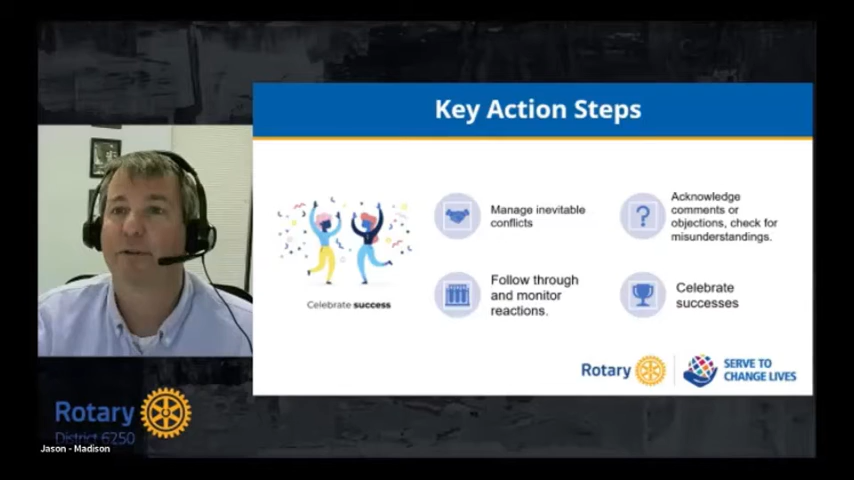 Key Action Steps
Manage inevitable
conflicts
Acknowledge
comments or
objections, check for
misunderstandings.
Celebrate success
Follow through
and monitor
reactions.
Celebrate
successes
Rotary
SERVE TO
CHANGE LIVES
Rotary
District 6250
Jason - Madison